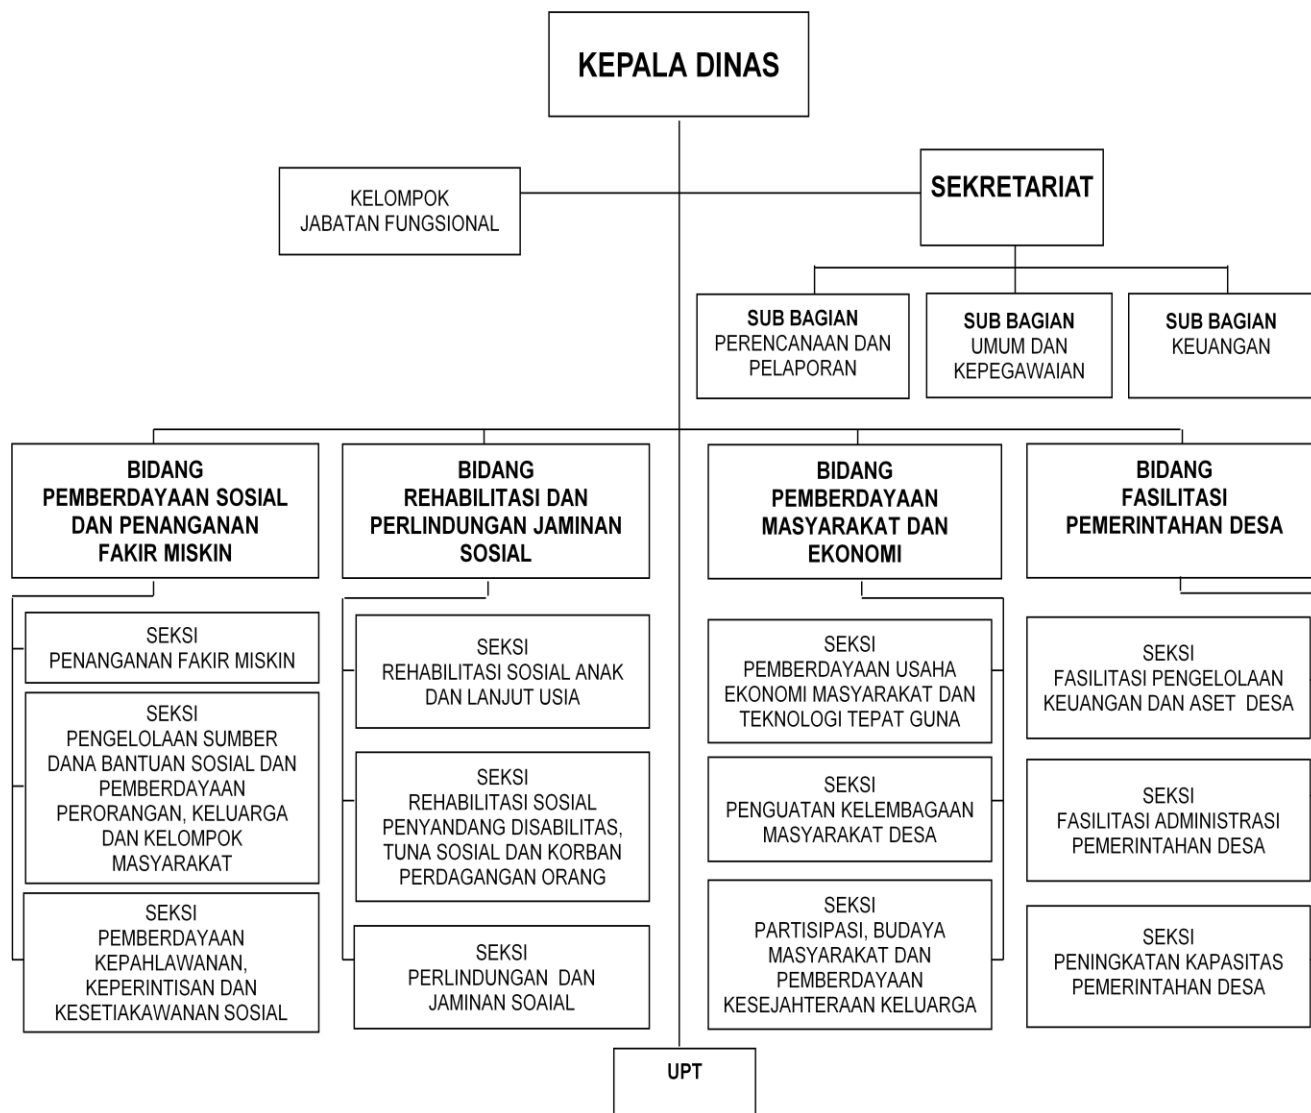 KEPALA DINAS
KELOMPOK
JABATAN FUNGSIONAL
SEKRETARIAT
SUB BAGIAN
PERENCANAAN DAN
PELAPORAN
SUB BAGIAN
UMUM DAN
KEPEGAWAIAN
SUB BAGIAN
KEUANGAN
BIDANG
PEMBERDAYAAN SOSIAL
DAN PENANGANAN
FAKIR MISKIN
BIDANG
REHABILITASI DAN
PERLINDUNGAN JAMINAN
SOSIAL
BIDANG
PEMBERDAYAAN
MASYARAKAT DAN
EKONOMI
BIDANG
FASILITASI
PEMERINTAHAN DESA
SEKSI
PENANGANAN FAKIR MISKIN
SEKSI
PENGELOLAAN SUMBER
DANA BANTUAN SOSIAL DAN
PEMBERDAYAAN
PERORANGAN, KELUARGA
DAN KELOMPOK
MASYARAKAT
SEKSI
PEMBERDAYAAN
KEPAHLAWANAN,
KEPERINTISAN DAN
KESETIAKAWANAN SOSIAL
SEKSI
REHABILITASI SOSIAL ANAK
DAN LANJUT USIA
SEKSI
REHABILITASI SOSIAL
PENYANDANG DISABILITAS,
TUNA SOSIAL DAN KORBAN
PERDAGANGAN ORANG
SEKSI
PERLINDUNGAN DAN
JAMINAN SOAIAL
SEKSI
PEMBERDAYAAN USAHA
EKONOMI MASYARAKAT DAN
TEKNOLOGI TEPAT GUNA
SEKSI
PENGUATAN KELEMBAGAAN
MASYARAKAT DESA
SEKSI
PARTISIPASI, BUDAYA
MASYARAKAT DAN
PEMBERDAYAAN
KESEJAHTERAAN KELUARGA
SEKSI
FASILITASI PENGELOLAAN
KEUANGAN DAN ASET DESA
SEKSI
FASILITASI ADMINISTRASI
PEMERINTAHAN DESA
SEKSI
PENINGKATAN KAPASITAS
PEMERINTAHAN DESA
UPT